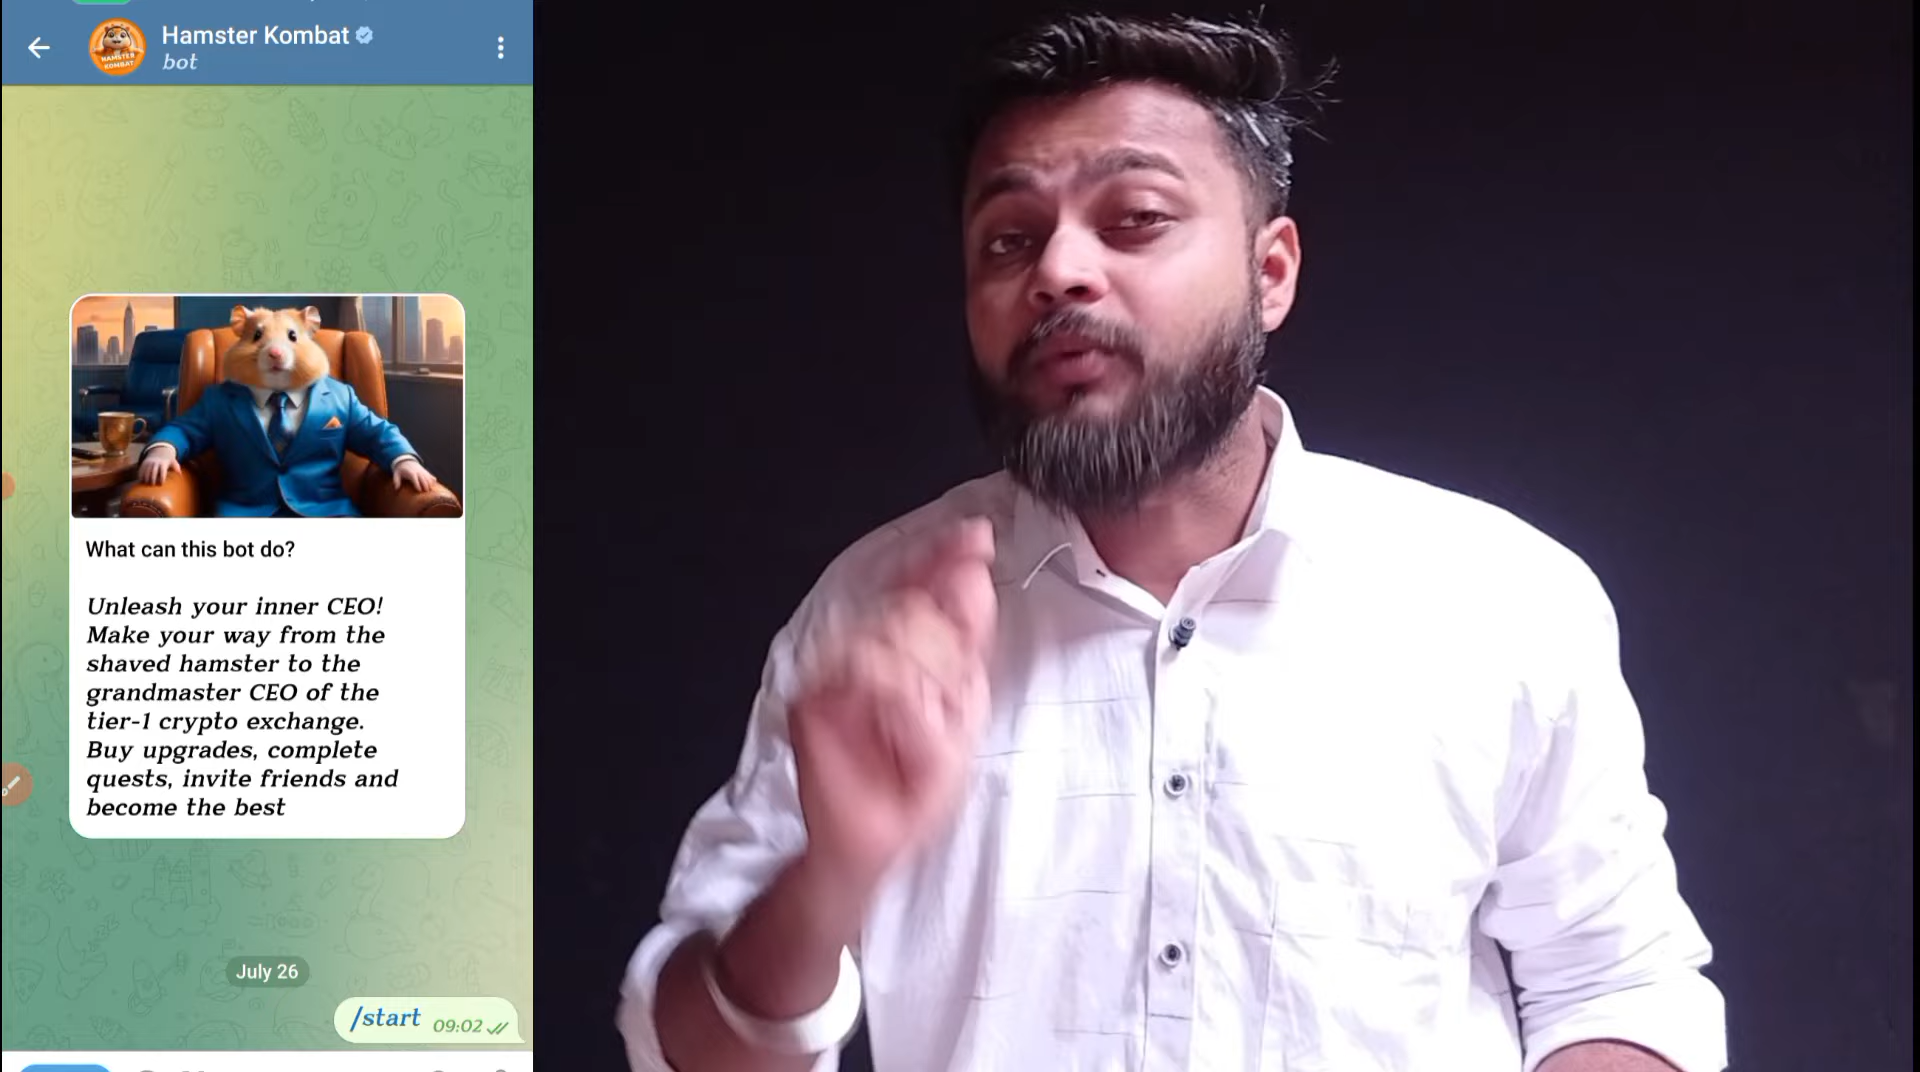 Hamster Kombat
bot
HAMSTER
KOMBAT
What can this bot do?
Unleash your inner CEO!
Make your way from the
shaved hamster to the
grandmaster CEO of the
tier-1 crypto exchange.
Buy upgrades, complete
quests, invite friends and
become the best
July 26
/start 09:02